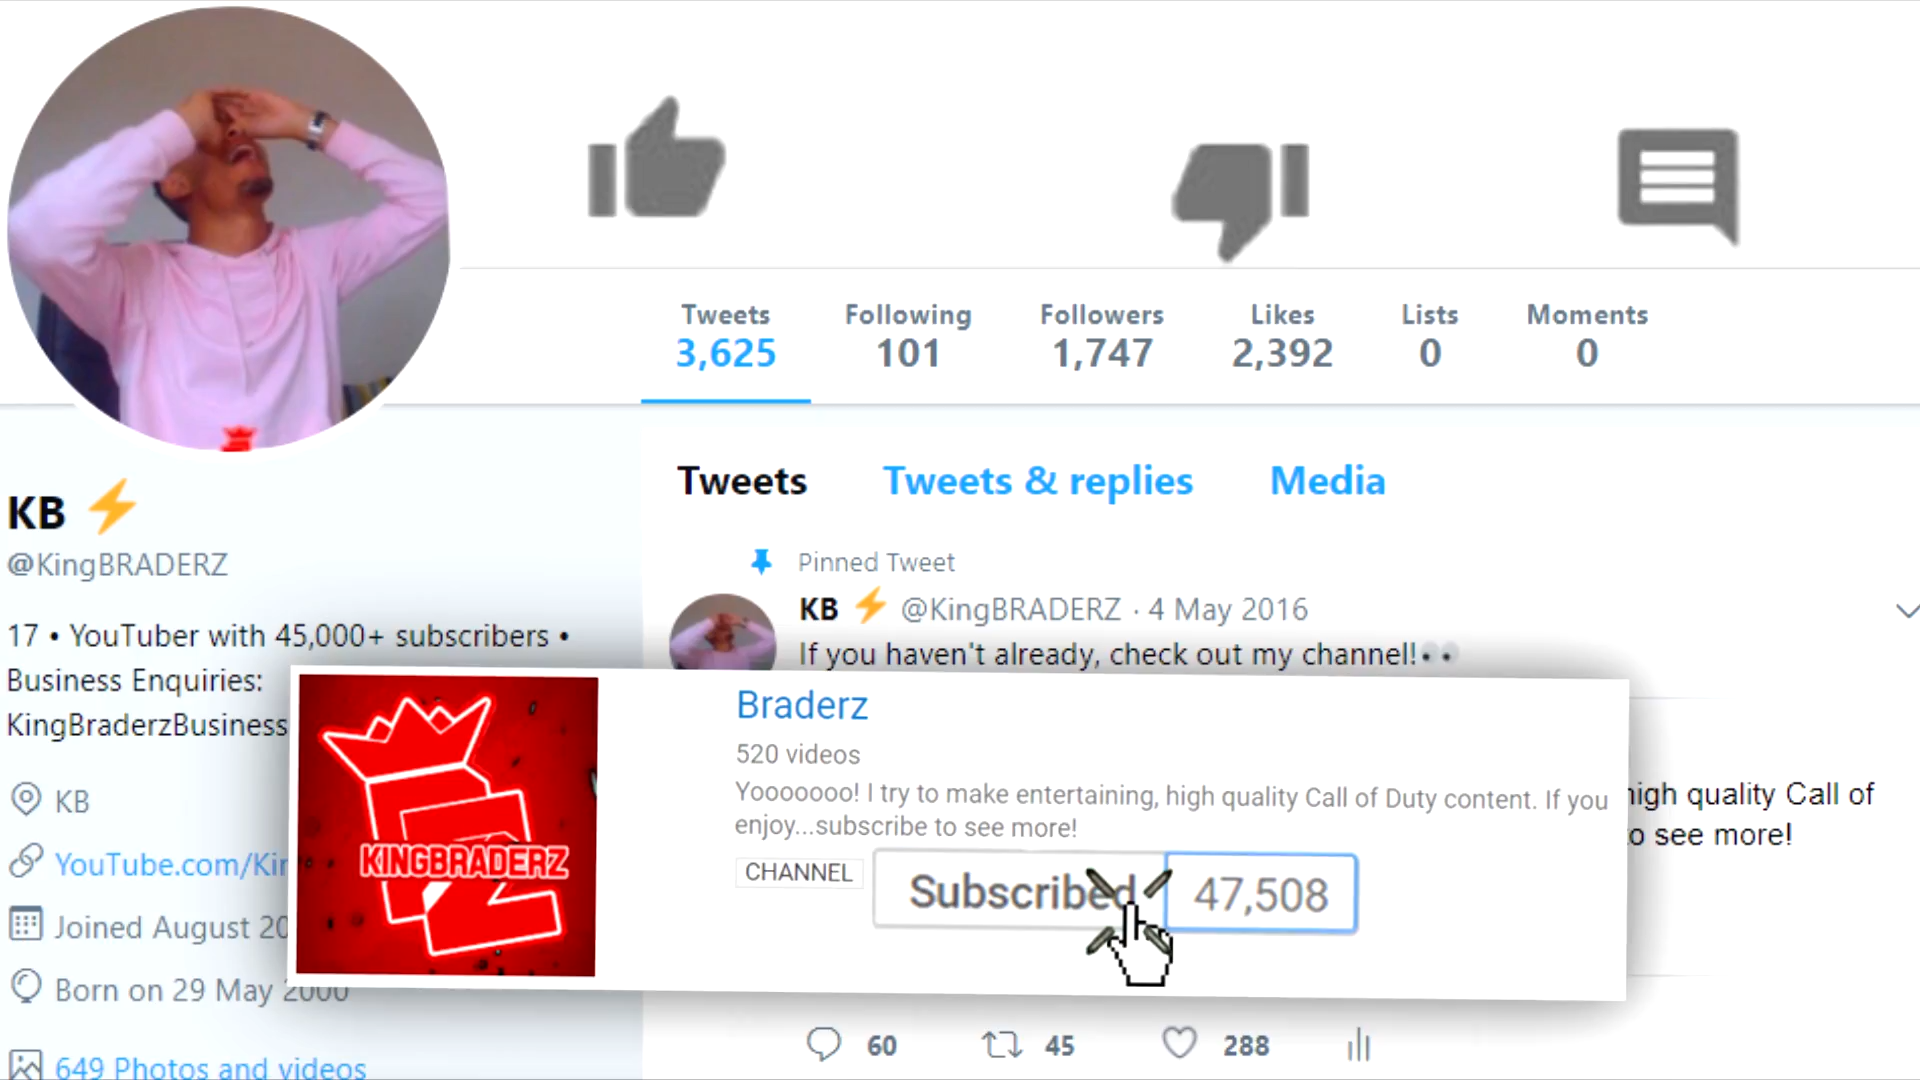 Tweets Following Followers Likes Lists Moments
3,625 101 1,747 2,392 0 0
Tweets Tweets & replies Media
KB ⚡
@KingBRADERZ
17 • YouTuber with 45,000+ subscribers •
Business Enquiries:
KingBraderzBusiness
KB
YouTube.com/Kin
Joined August 20
Born on 29 May 2000
649 Photos and videos
Pinned Tweet
KB ⚡ @KingBRADERZ · 4 May 2016
If you haven't already, check out my channel!👀
high quality Call of
to see more!
KINGBRADERZ
Braderz
520 videos
Yooooooo! I try to make entertaining, high quality Call of Duty content. If you
enjoy...subscribe to see more!
CHANNEL Subscribed 47,508
60 45 288